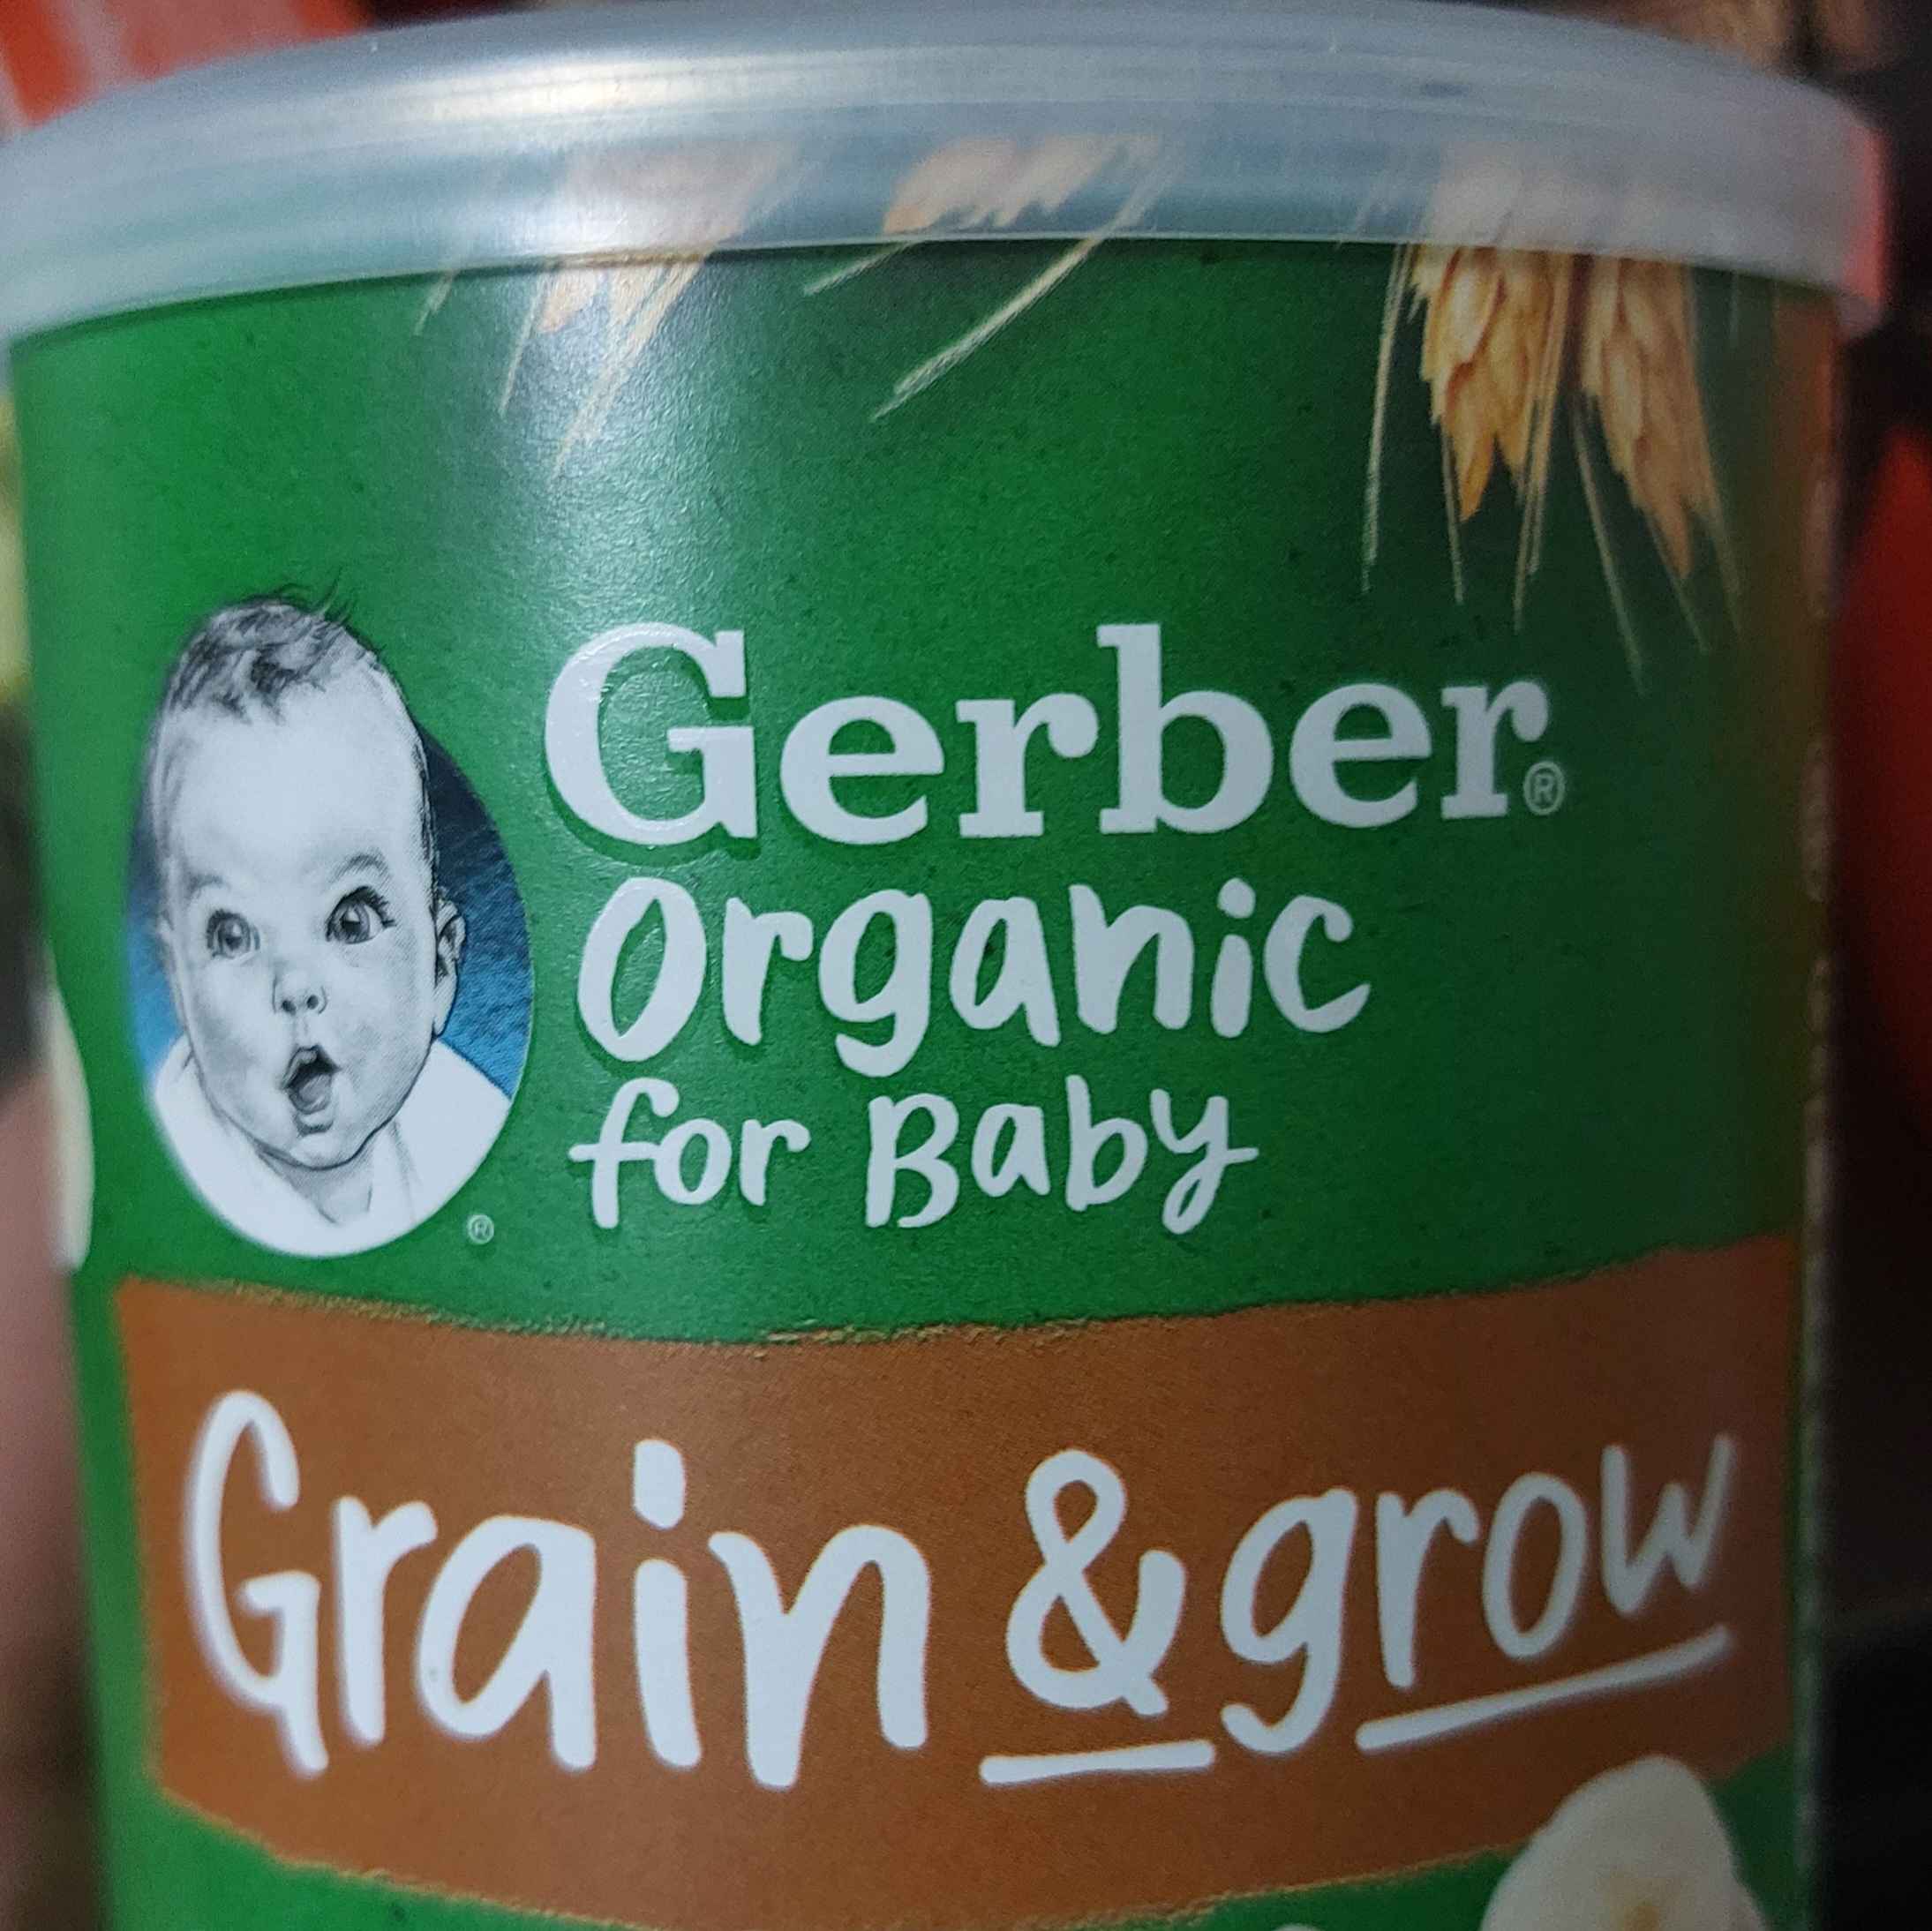 Gerber®
Organic
for Baby
®
Grain & grow